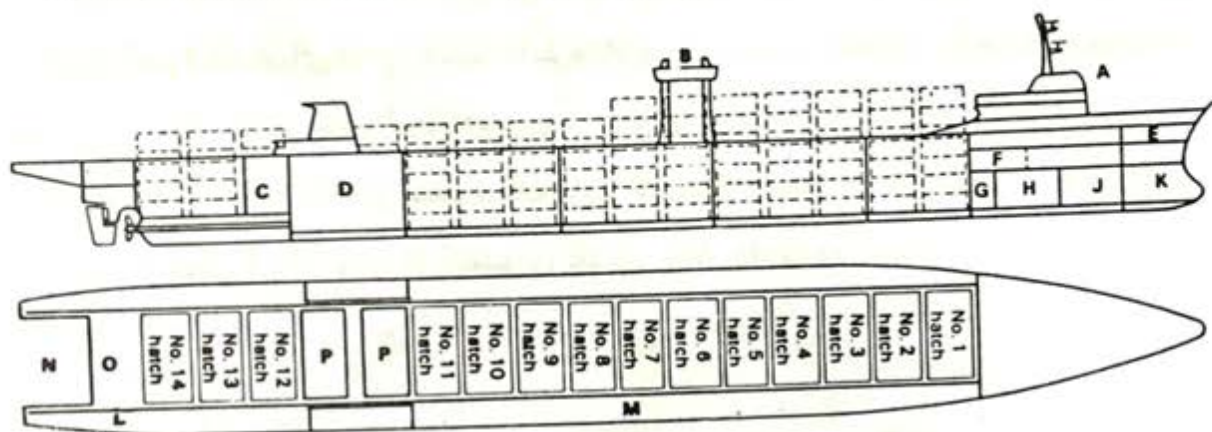 B
A
E
F
C
D
G
H
J
K
N
O
No. 14
hatch
No. 13
hatch
No. 12
hatch
P
P
No. 11
hatch
No. 10
hatch
No. 9
hatch
No. 8
hatch
No. 7
hatch
No. 6
hatch
No. 5
hatch
No. 4
hatch
No. 3
hatch
No. 2
hatch
No. 1
hatch
L
M